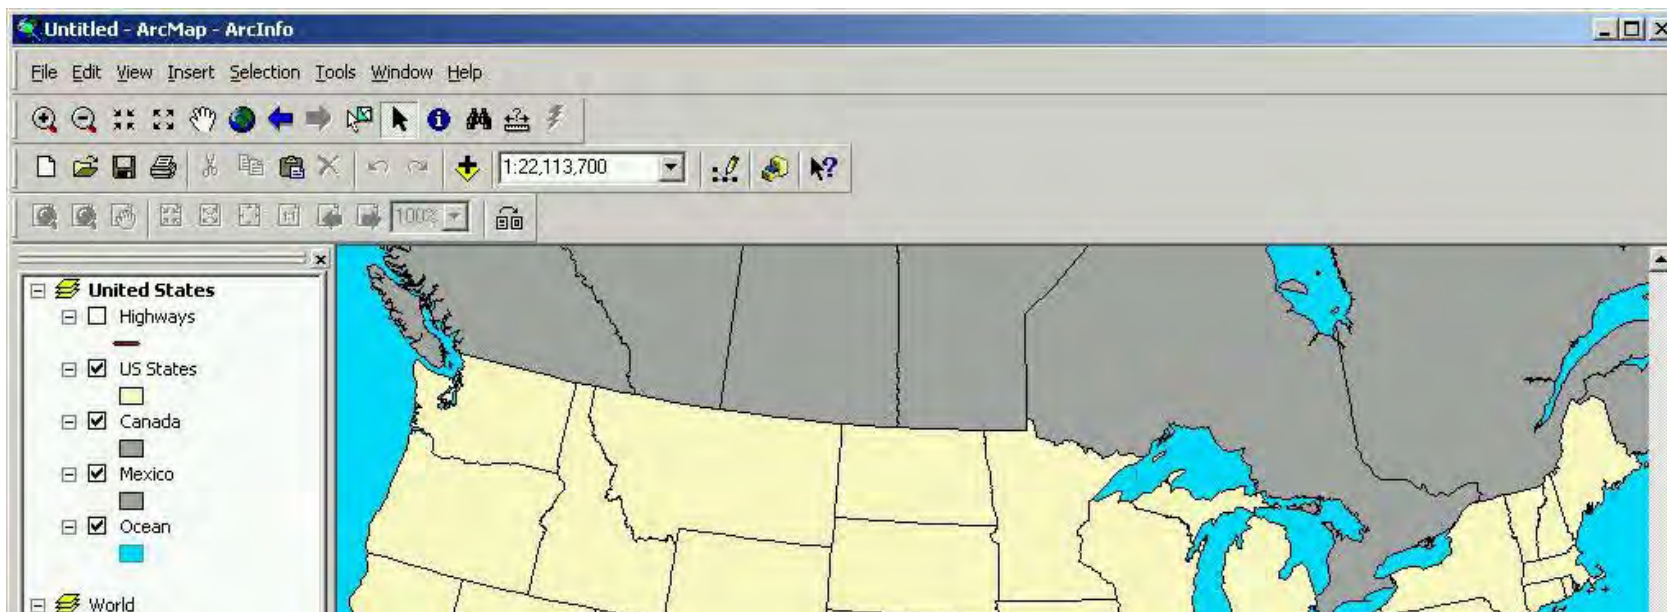 Untitled - ArcMap - ArcInfo
File Edit View Insert Selection Tools Window Help
1:22,113,700
100%
United States
Highways
US States
Canada
Mexico
Ocean
World